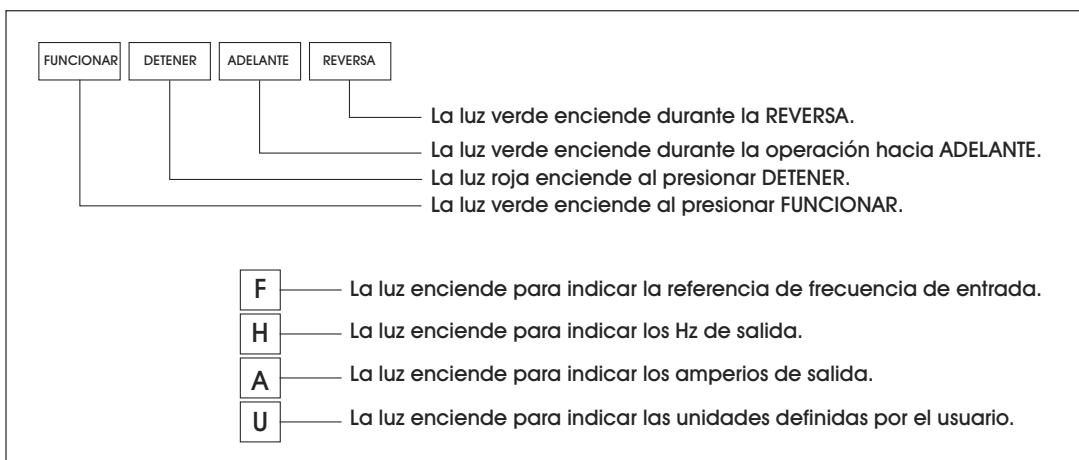 FUNCIONAR DETENER ADELANTE REVERSA
La luz verde enciende durante la REVERSA.
La luz verde enciende durante la operación hacia ADELANTE.
La luz roja enciende al presionar DETENER.
La luz verde enciende al presionar FUNCIONAR.
F La luz enciende para indicar la referencia de frecuencia de entrada.
H La luz enciende para indicar los Hz de salida.
A La luz enciende para indicar los amperios de salida.
U La luz enciende para indicar las unidades definidas por el usuario.